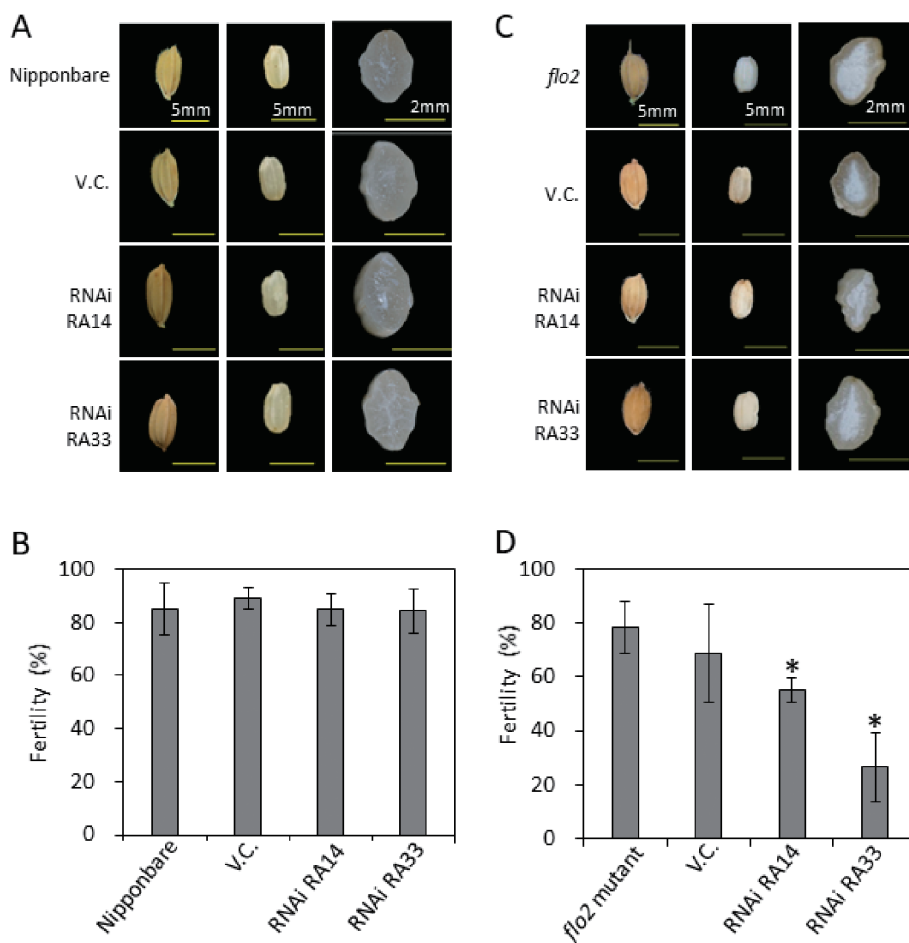 A
Nipponbare
5mm
5mm
2mm
V.C.
RNAi
RA14
RNAi
RA33
C
flo2
5mm
5mm
2mm
V.C.
RNAi
RA14
RNAi
RA33
B
100
80
60
40
20
0
Fertility (%)
Nipponbare
V.C.
RNAi RA14
RNAi RA33
D
100
80
60
40
20
0
Fertility (%)
*
*
flo2 mutant
V.C.
RNAi RA14
RNAi RA33